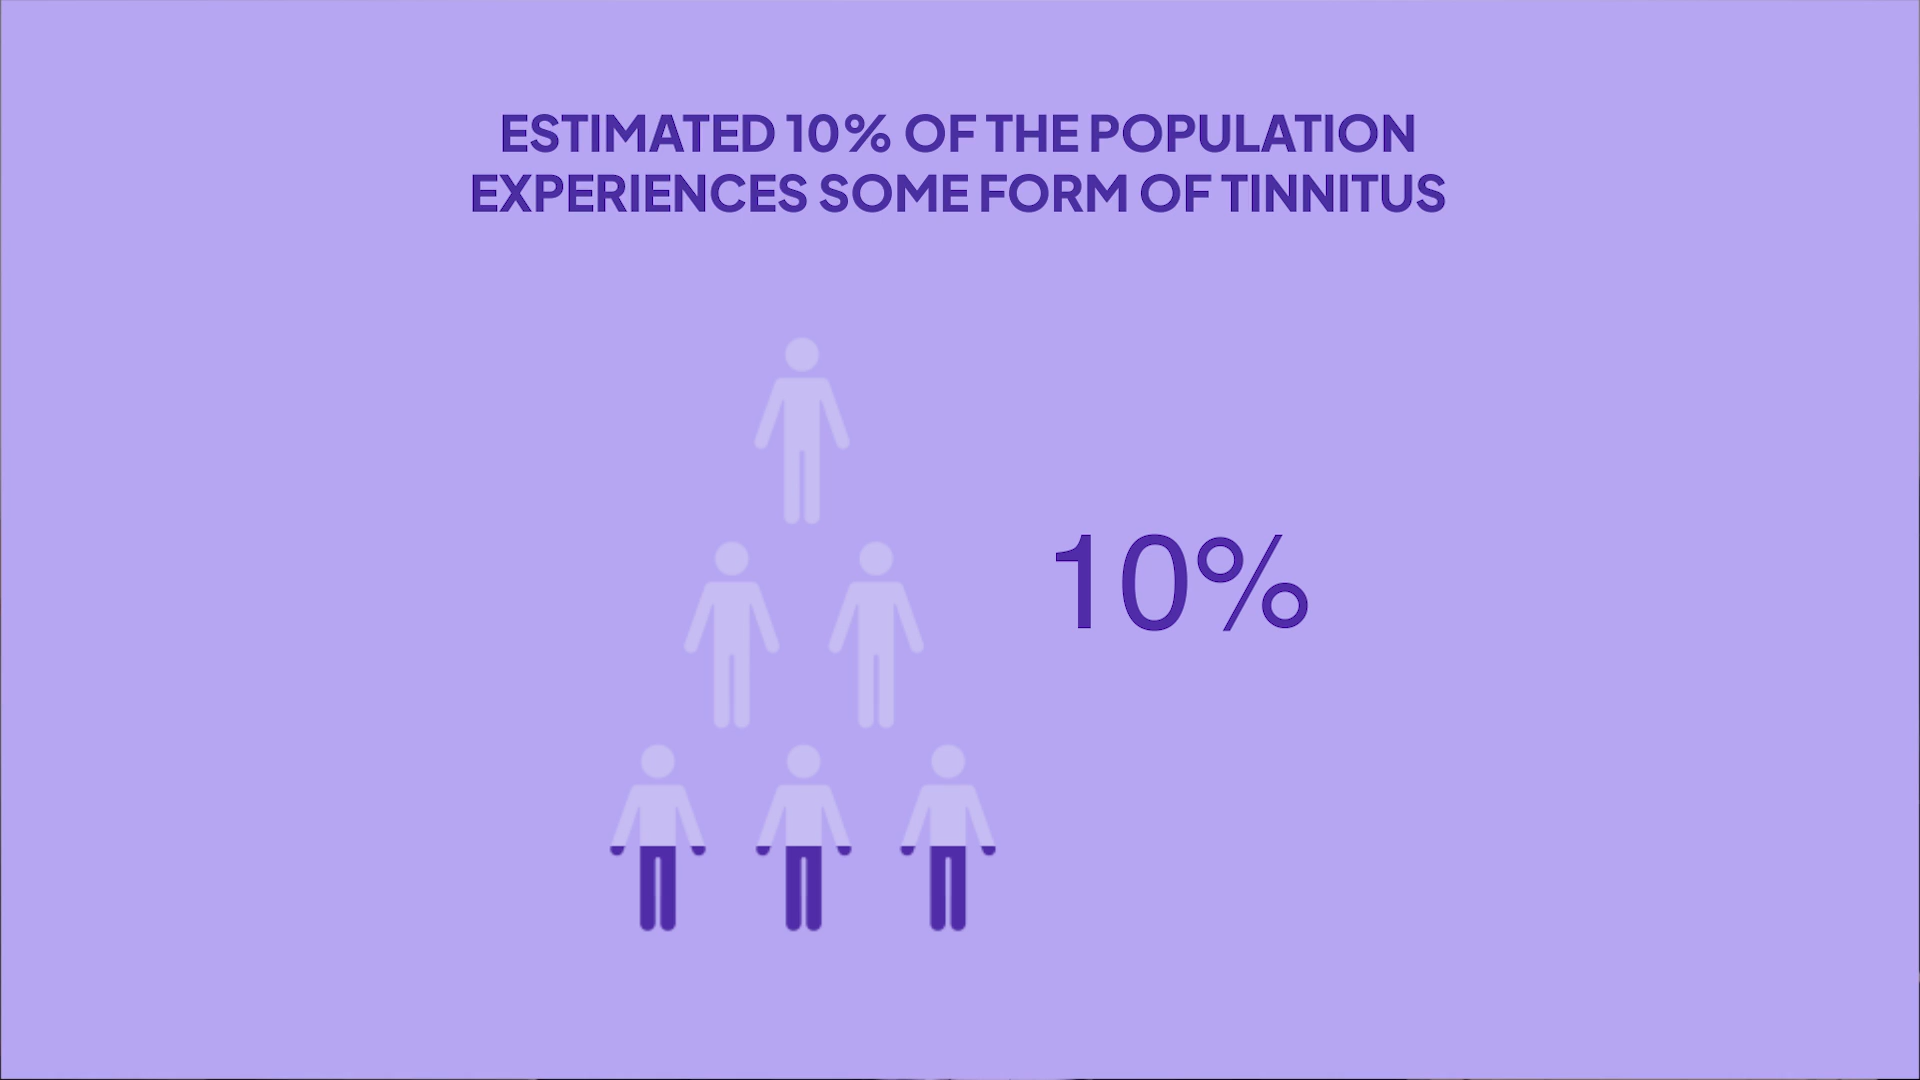 ESTIMATED 10% OF THE POPULATION
EXPERIENCES SOME FORM OF TINNITUS
10%